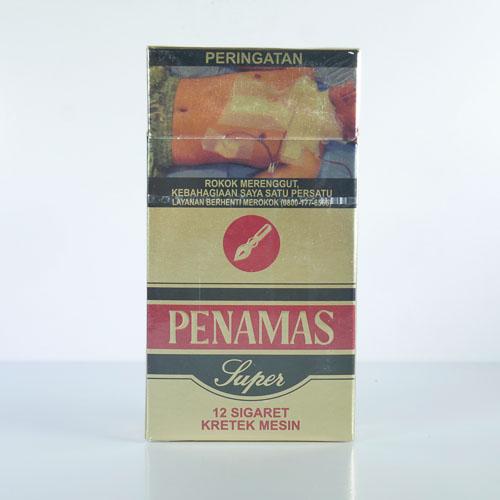 PERINGATAN
ROKOK MERENGGUT,
KEBAHAGIAAN SAYA SATU PERSATU
LAYANAN BERHENTI MEROKOK (0800-177-6565)
PENAMAS
Super
12 SIGARET
KRETEK MESIN